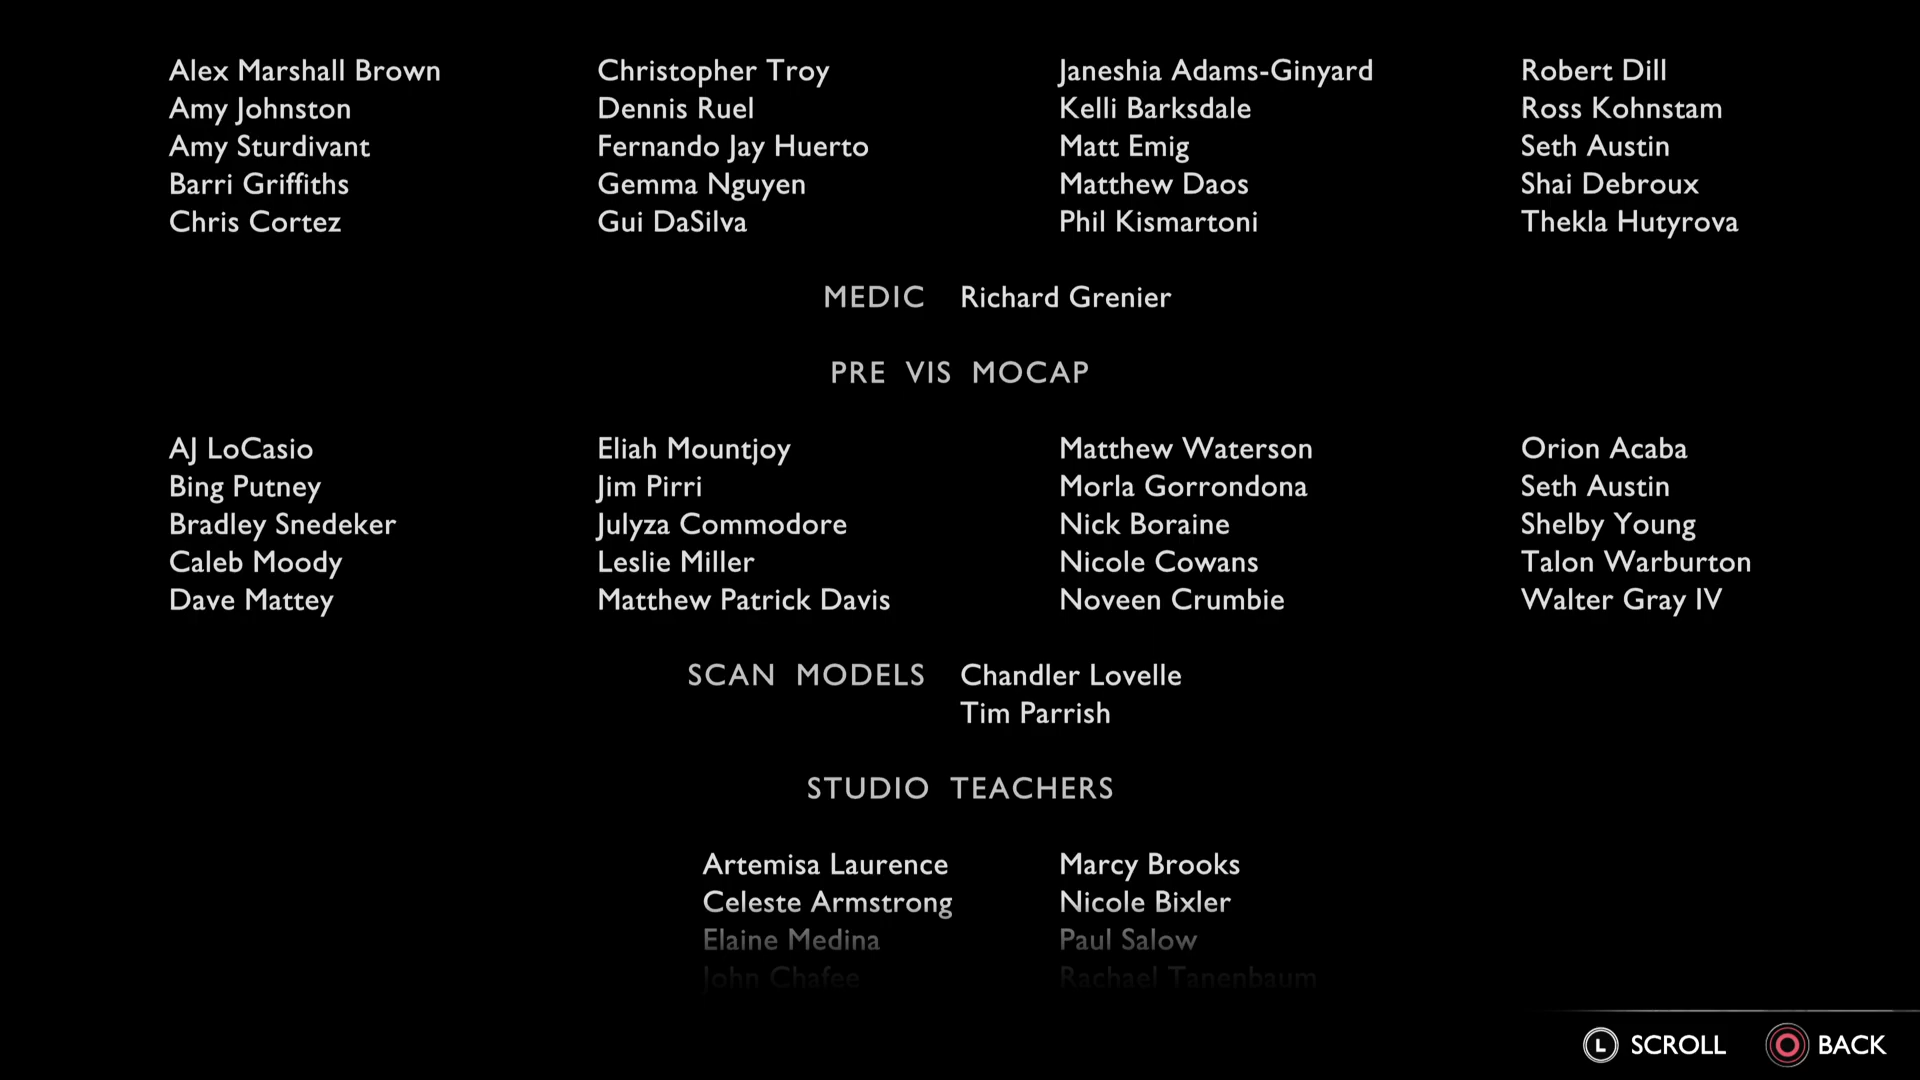 Alex Marshall Brown Christopher Troy Janeshia Adams-Ginyard Robert Dill
Amy Johnston Dennis Ruel Kelli Barksdale Ross Kohnstam
Amy Sturdivant Fernando Jay Huerto Matt Emig Seth Austin
Barri Griffiths Gemma Nguyen Matthew Daos Shai Debroux
Chris Cortez Gui DaSilva Phil Kismartoni Thekla Hutyrova
MEDIC Richard Grenier
PRE VIS MOCAP
AJ LoCasio Eliah Mountjoy Matthew Waterson Orion Acaba
Bing Putney Jim Pirri Morla Gorrondona Seth Austin
Bradley Snedeker Julyza Commodore Nick Boraine Shelby Young
Caleb Moody Leslie Miller Nicole Cowans Talon Warburton
Dave Mattey Matthew Patrick Davis Noveen Crumbie Walter Gray IV
SCAN MODELS Chandler Lovelle
Tim Parrish
STUDIO TEACHERS
Artemisa Laurence Marcy Brooks
Celeste Armstrong Nicole Bixler
Elaine Medina Paul Salow
John Chafee Rachael Tanenbaum
L SCROLL BACK